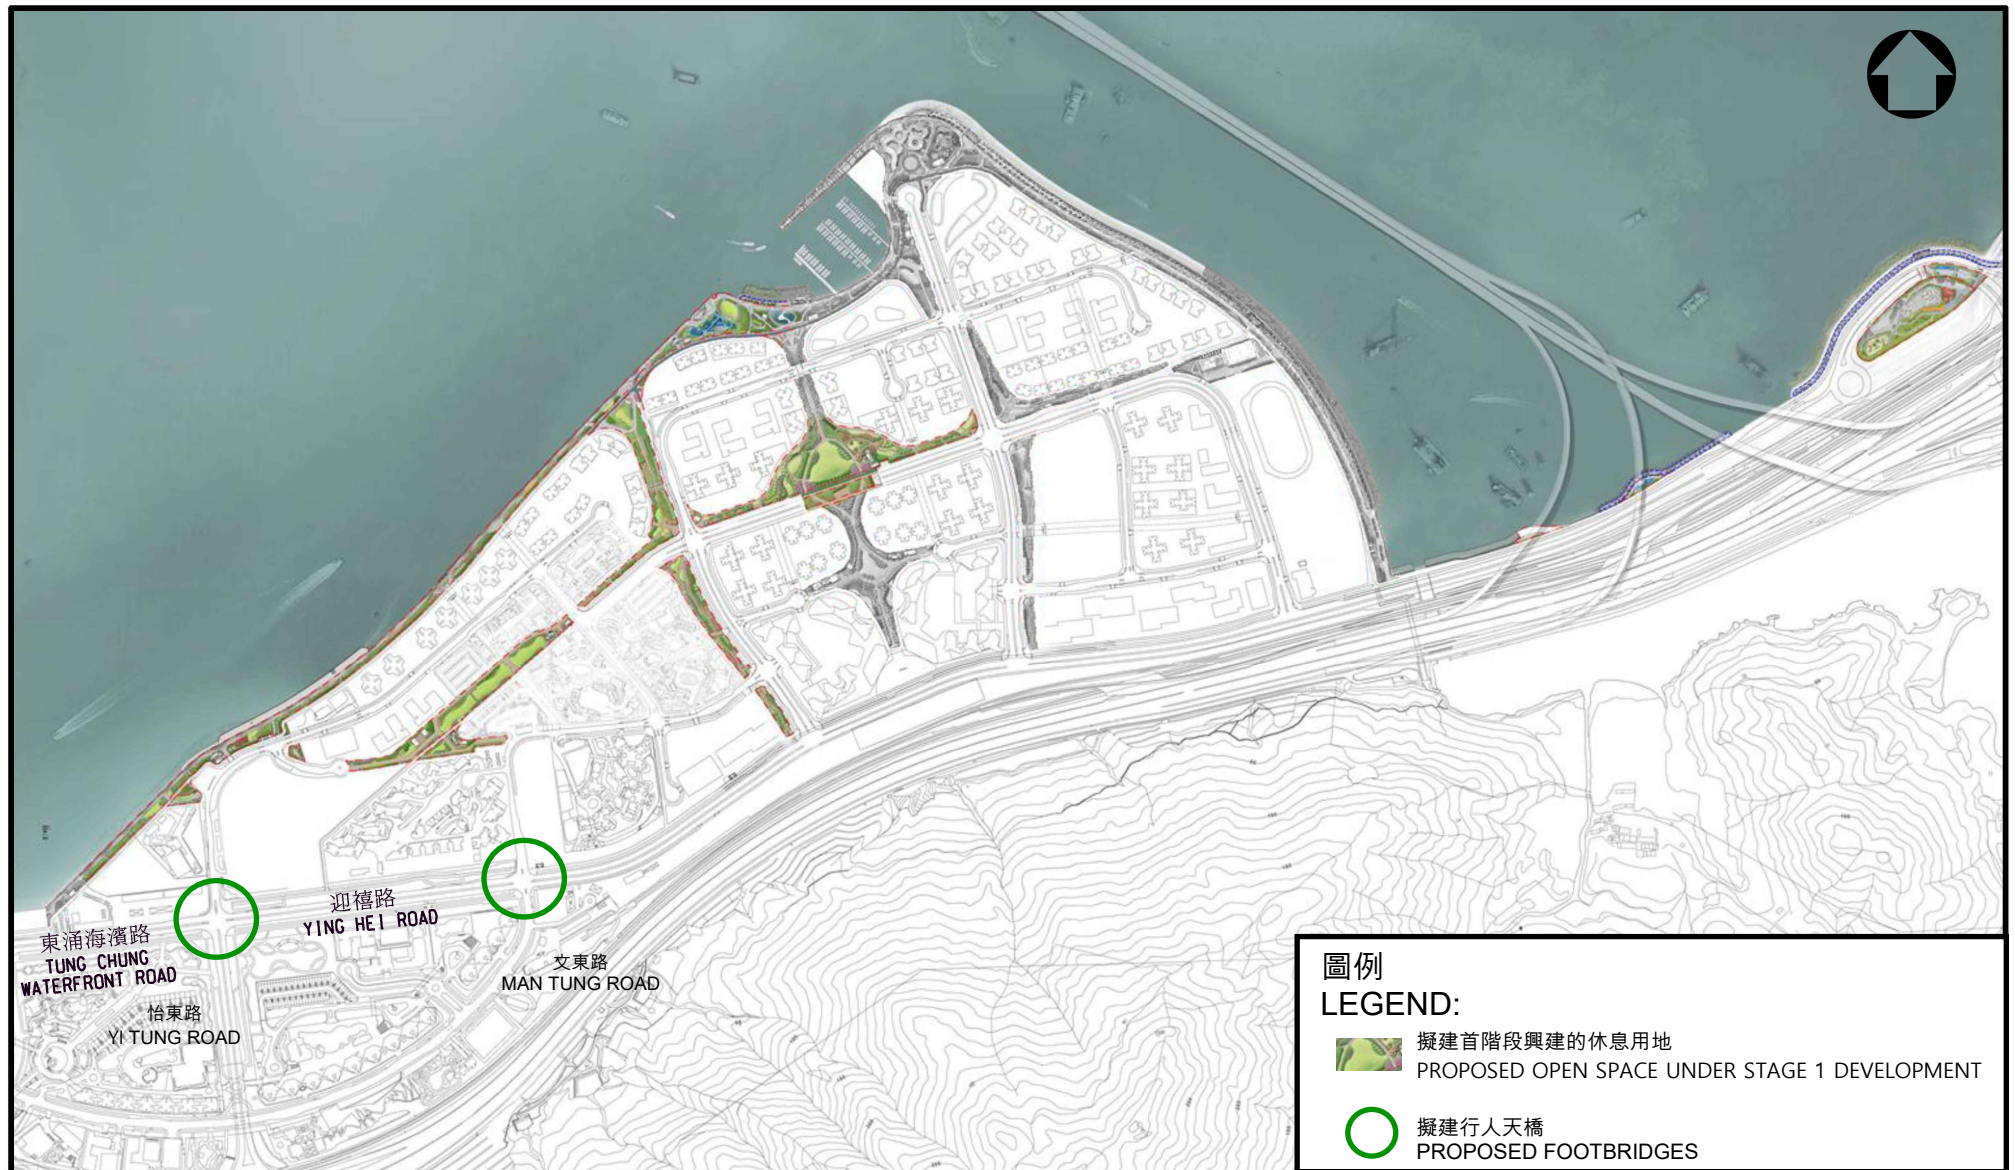 迎禧路
YING HEI ROAD
東涌海濱路
TUNG CHUNG
WATERFRONT ROAD
文東路
MAN TUNG ROAD
怡東路
YI TUNG ROAD
圖例
LEGEND:
擬建首階段興建的休息用地
PROPOSED OPEN SPACE UNDER STAGE 1 DEVELOPMENT
擬建行人天橋
PROPOSED FOOTBRIDGES